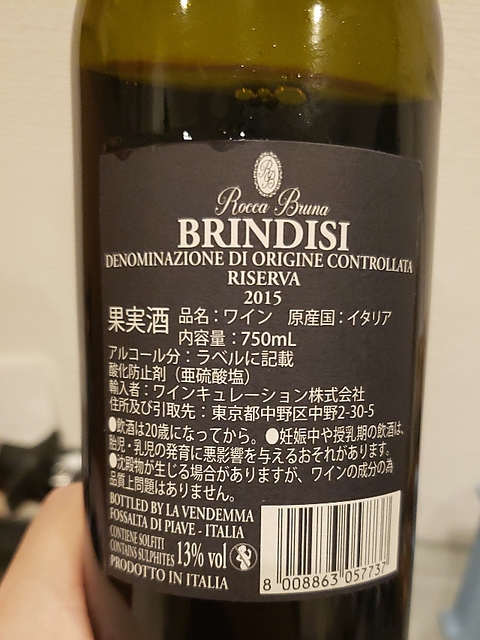 Rocca Bruna
BRINDISI
DENOMINAZIONE DI ORIGINE CONTROLLATA
RISERVA
2015
果実酒 品名:ワイン 原産国:イタリア
内容量:750mL
アルコール分:ラベルに記載
酸化防止剤(亜硫酸塩)
輸入者:ワインキュレーション株式会社
住所及び引取先:東京都中野区中野2-30-5
●飲酒は20歳になってから。●妊娠中や授乳期の飲酒は、
胎児・乳児の発育に悪影響を与えるおそれがあります。
●沈殿物が生じる場合がありますが、ワインの成分の為
品質上問題はありません。
BOTTLED BY LA VENDEMMA
FOSSALTA DI PIAVE - ITALIA
CONTIENE SOLFITI
CONTAINS SULPHITES 13% vol
PRODOTTO IN ITALIA
8 008863 057737